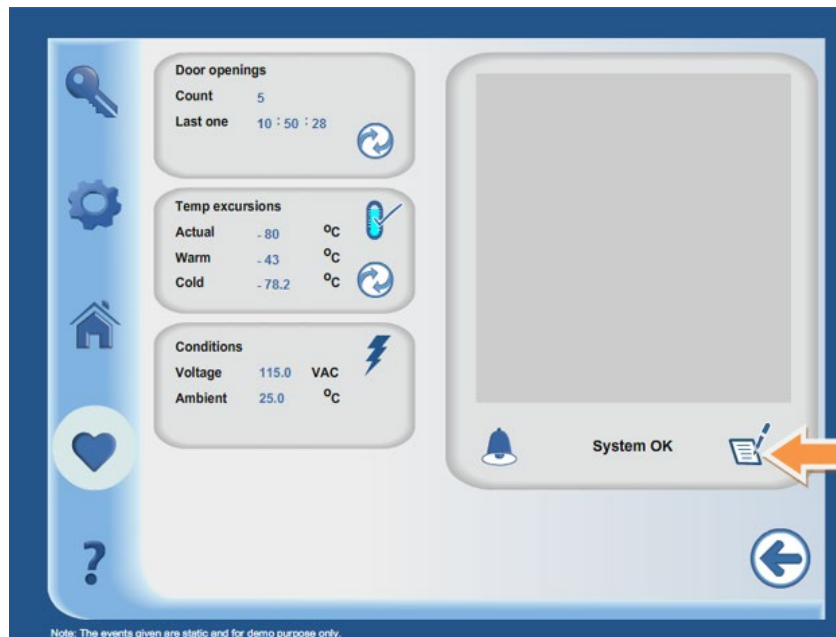 Door openings
Count 5
Last one 10 : 50 : 28
Temp excursions
Actual - 80 °C
Warm - 43 °C
Cold - 78.2 °C
Conditions
Voltage 115.0 VAC
Ambient 25.0 °C
System OK
?
Note: The events given are static and for demo purpose only.